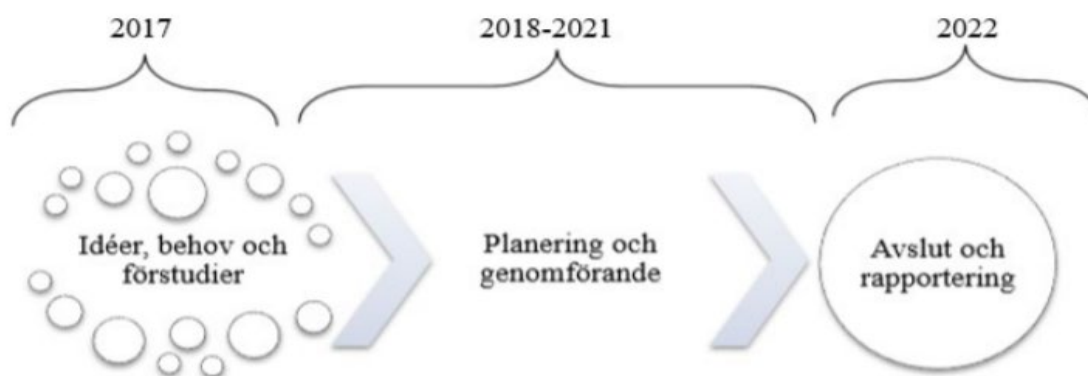 2017
2018-2021
2022
Idéer, behov och
förstudier
Planering och
genomförande
Avslut och
rapportering